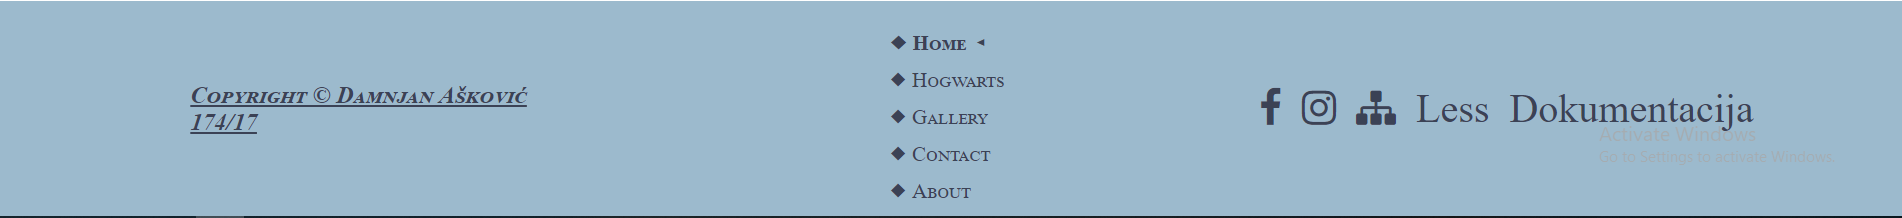 Copyright © Damnjan Ašković
174/17
Home
Hogwarts
Gallery
Contact
About
Less Dokumentacija
Activate Windows
Go to Settings to activate Windows.